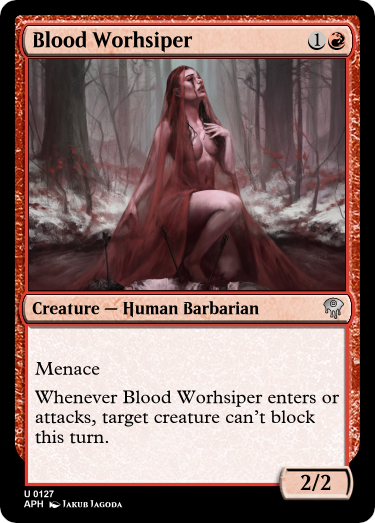 Blood Worhsiper 1
Creature — Human Barbarian
Menace
Whenever Blood Worhsiper enters or
attacks, target creature can't block
this turn.
2/2
U 0127
APH Jakub Jagoda